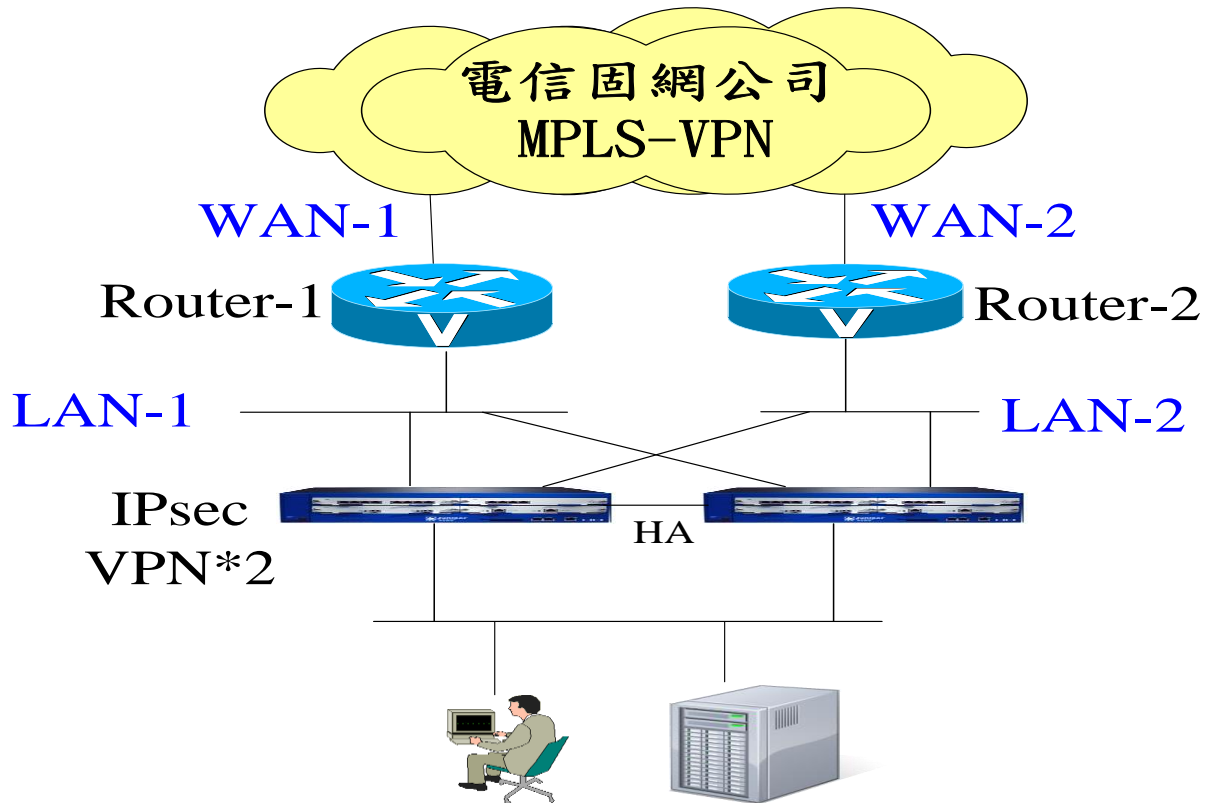 電信固網公司
MPLS-VPN
WAN-1
WAN-2
Router-1
Router-2
LAN-1
LAN-2
IPsec
VPN*2
HA